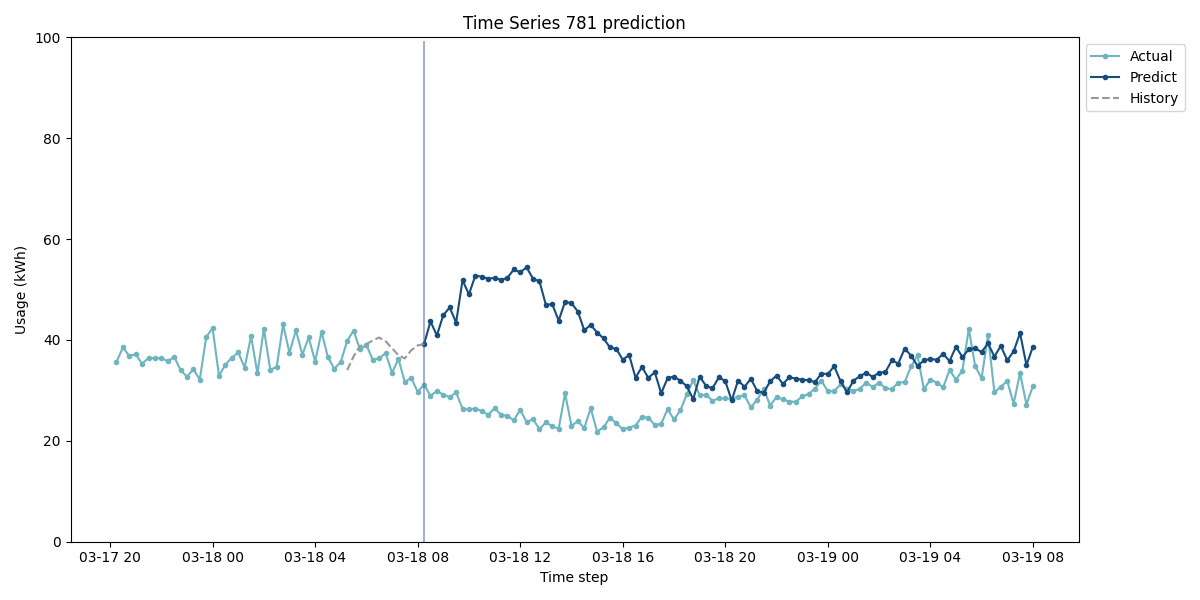 Time Series 781 prediction
100
80
60
40
20
0
Usage (kWh)
03-17 20
03-18 00
03-18 04
03-18 08
03-18 12
03-18 16
03-18 20
03-19 00
03-19 04
03-19 08
Time step
Actual
Predict
History